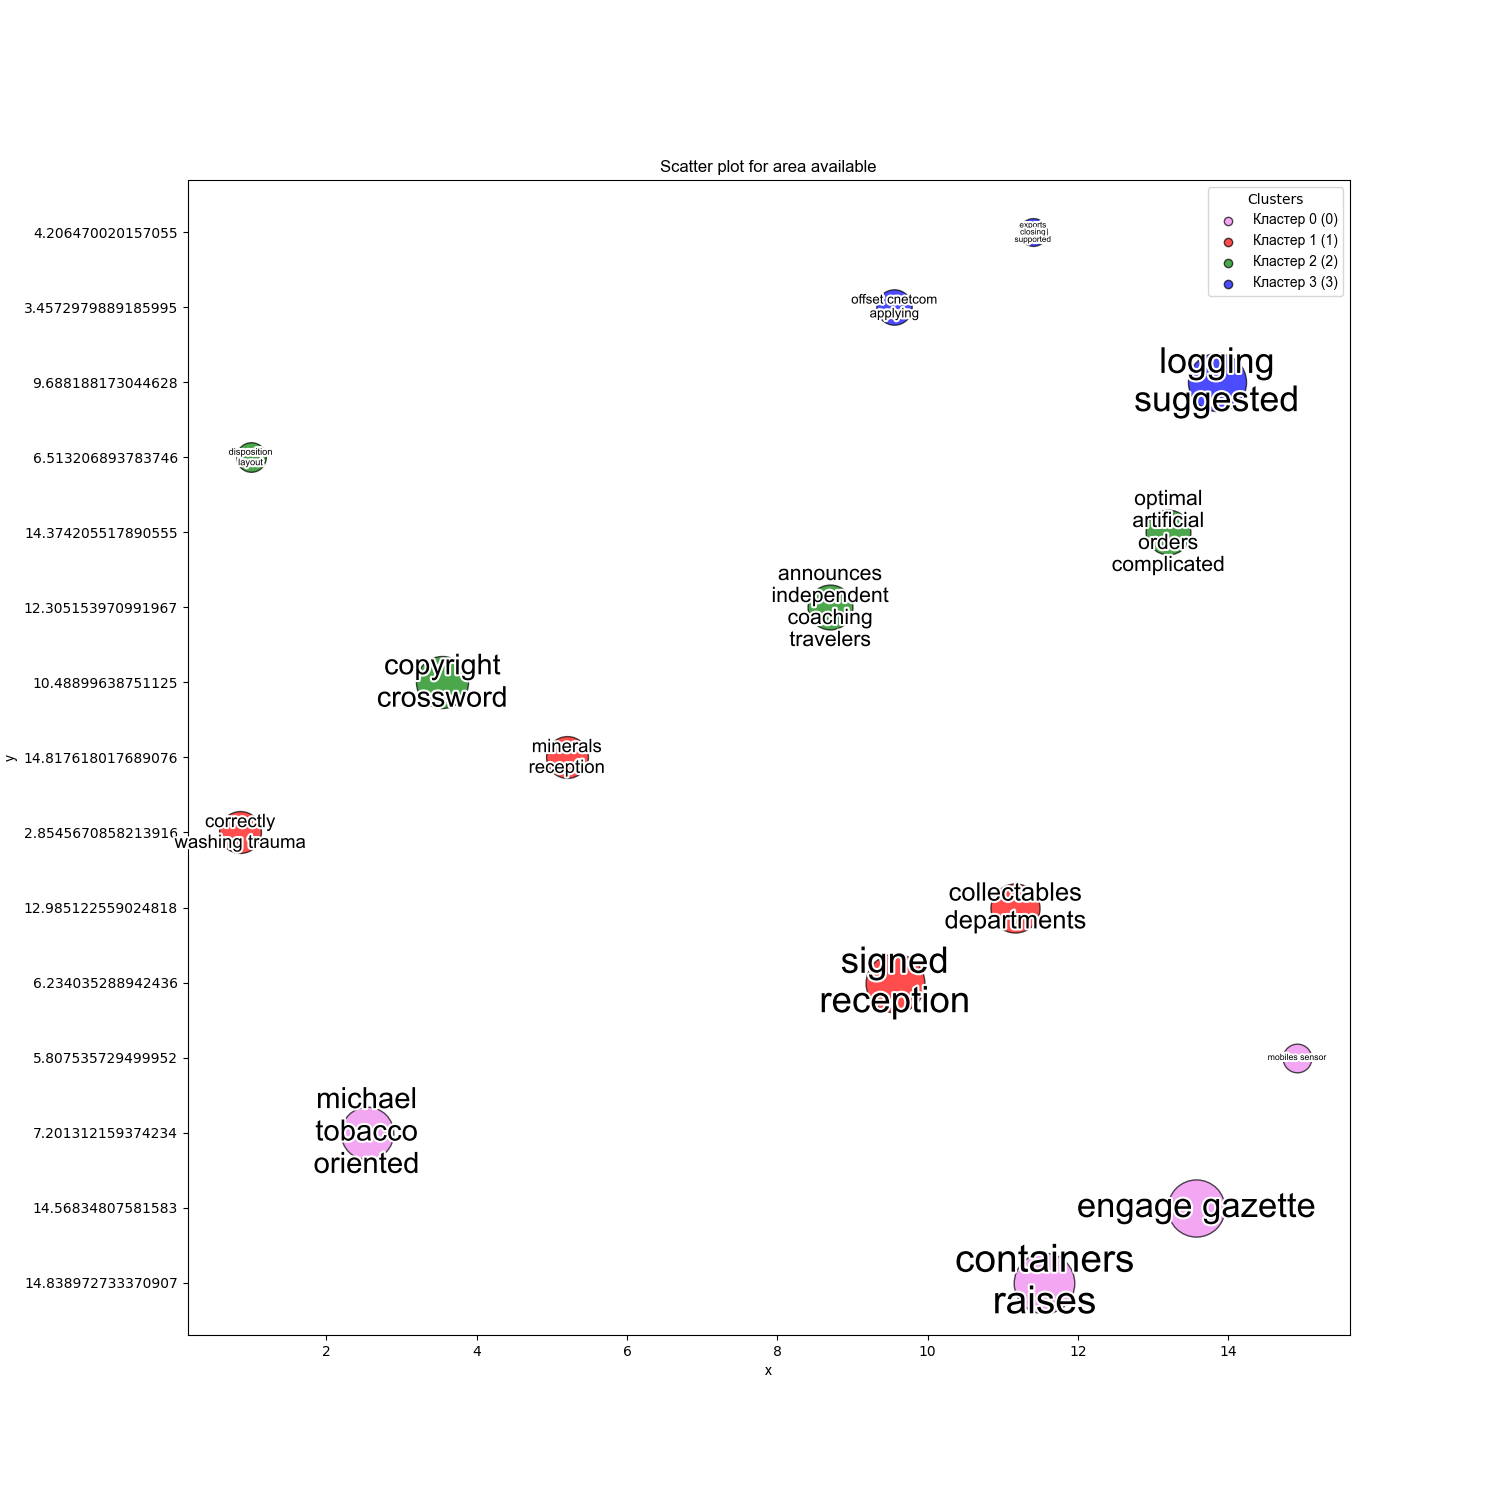 Scatter plot for area available
Clusters
Кластер 0 (0)
Кластер 1 (1)
Кластер 2 (2)
Кластер 3 (3)
4.206470020157055
3.4572979889185995
9.688188173044628
6.513206893783746
14.374205517890555
12.305153970991967
10.48899638751125
14.817618017689076
2.8545670858213916
12.985122559024818
6.234035288942436
5.807535729499952
7.201312159374234
14.56834807581583
14.838972733370907
y
exports
closing
supported
offset cnetcom
applying
logging
suggested
disposition
layout
optimal
artificial
orders
complicated
announces
independent
coaching
travelers
copyright
crossword
minerals
reception
correctly
washing trauma
collectables
departments
signed
reception
mobiles sensor
michael
tobacco
oriented
engage gazette
containers
raises
2
4
6
8
10
12
14
x